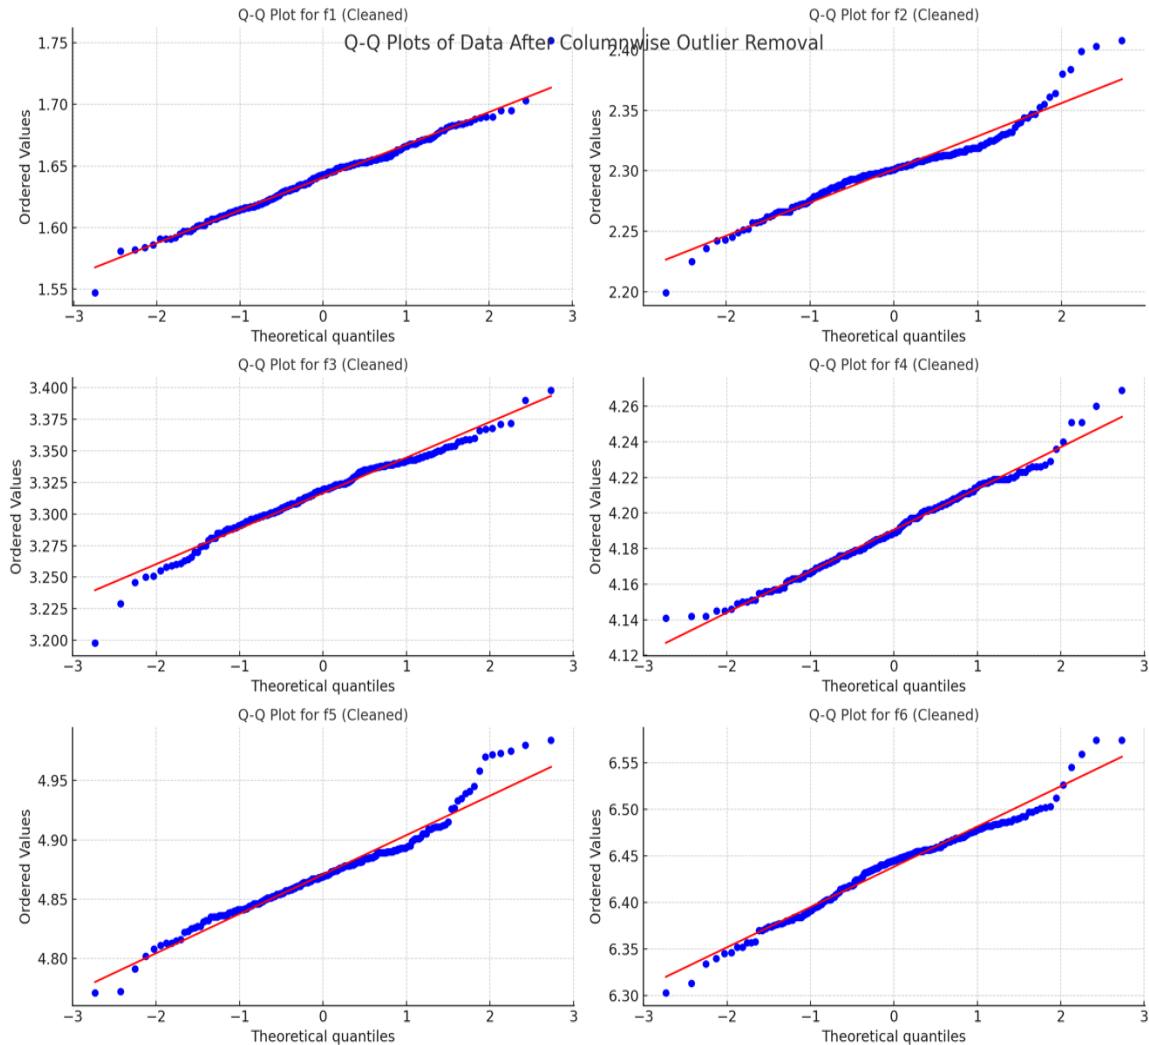 Q-Q Plot for f1 (Cleaned)
Q-Q Plot for f2 (Cleaned)
Q-Q Plots of Data After Columnwise Outlier Removal
1.75
1.70
1.65
1.60
1.55
Ordered Values
−3 −2 −1 0 1 2 3
Theoretical quantiles
2.40
2.35
2.30
2.25
2.20
Ordered Values
−2 −1 0 1 2
Theoretical quantiles
Q-Q Plot for f3 (Cleaned)
3.400
3.375
3.350
3.325
3.300
3.275
3.250
3.225
3.200
Ordered Values
−3 −2 −1 0 1 2 3
Theoretical quantiles
Q-Q Plot for f4 (Cleaned)
4.26
4.24
4.22
4.20
4.18
4.16
4.14
4.12
Ordered Values
−3 −2 −1 0 1 2 3
Theoretical quantiles
Q-Q Plot for f5 (Cleaned)
4.95
4.90
4.85
4.80
Ordered Values
−3 −2 −1 0 1 2 3
Theoretical quantiles
Q-Q Plot for f6 (Cleaned)
6.55
6.50
6.45
6.40
6.35
6.30
Ordered Values
−3 −2 −1 0 1 2 3
Theoretical quantiles